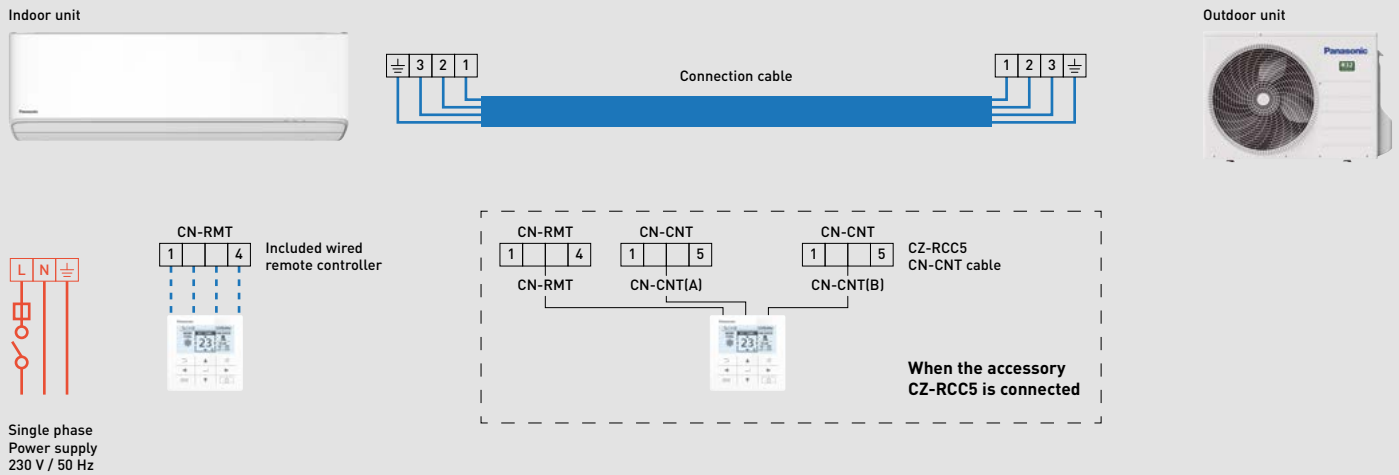 Indoor unit
Outdoor unit
Panasonic
Panasonic
R32
⏚ 3 2 1
Connection cable
1 2 3 ⏚
CN-RMT
1 4
Included wired
remote controller
L N ⏚
23
CN-RMT
1 4
CN-RMT
CN-CNT
1 5
CN-CNT(A)
CN-CNT
1 5
CN-CNT(B)
CZ-RCC5
CN-CNT cable
23
When the accessory
CZ-RCC5 is connected
Single phase
Power supply
230 V / 50 Hz